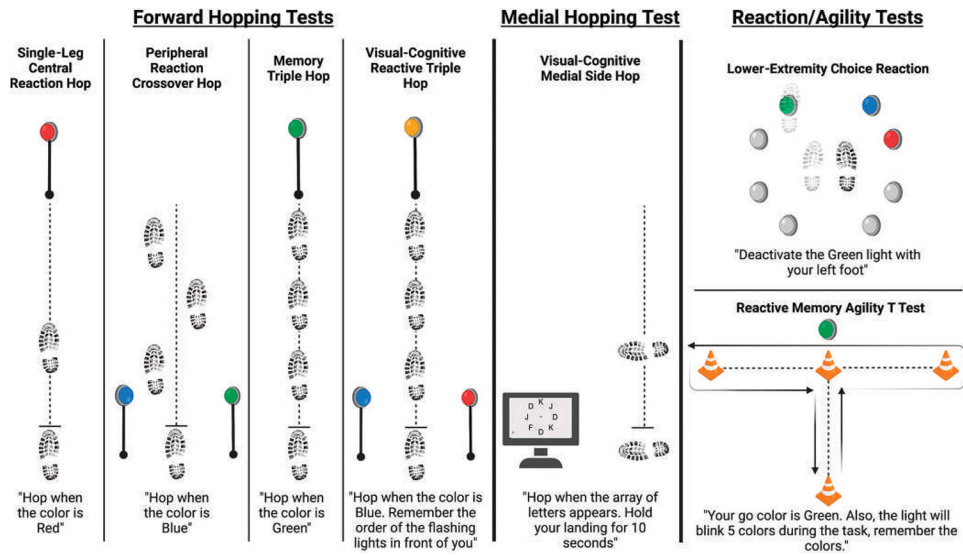 Forward Hopping Tests
Single-Leg
Central
Reaction Hop
"Hop when
the color is
Red"
Peripheral
Reaction
Crossover Hop
"Hop when
the color is
Blue"
Memory
Triple Hop
"Hop when
the color is
Green"
Visual-Cognitive
Reactive Triple
Hop
"Hop when the color is
Blue. Remember the
order of the flashing
lights in front of you"
Medial Hopping Test
Visual-Cognitive
Medial Side Hop
K
D J
J - D
F K
D
"Hop when the array of
letters appears. Hold
your landing for 10
seconds"
Reaction/Agility Tests
Lower-Extremity Choice Reaction
"Deactivate the Green light with
your left foot"
Reactive Memory Agility T Test
"Your go color is Green. Also, the light will
blink 5 colors during the task, remember the
colors."